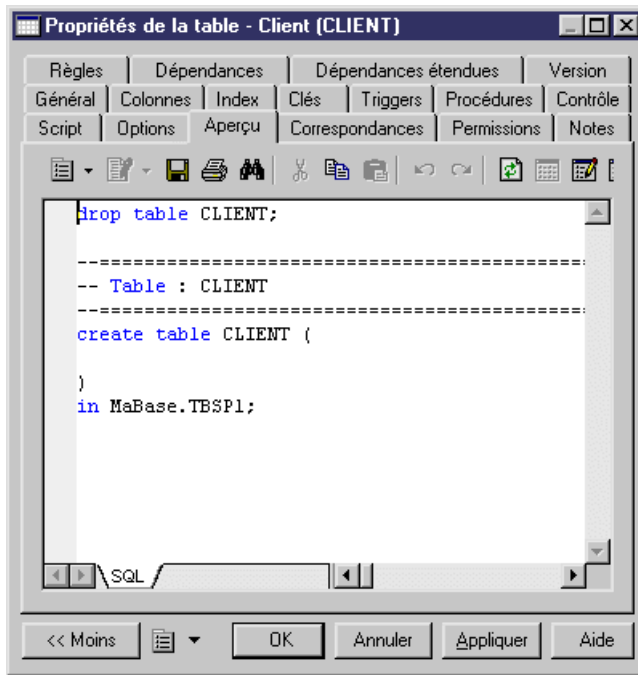 Propriétés de la table - Client (CLIENT)
Règles Dépendances Dépendances étendues Version
Général Colonnes Index Clés Triggers Procédures Contrôle
Script Options Aperçu Correspondances Permissions Notes
drop table CLIENT;
--=============================================
-- Table : CLIENT
--=============================================
create table CLIENT (
)
in MaBase.TBSP1;
SQL
<< Moins OK Annuler Appliquer Aide